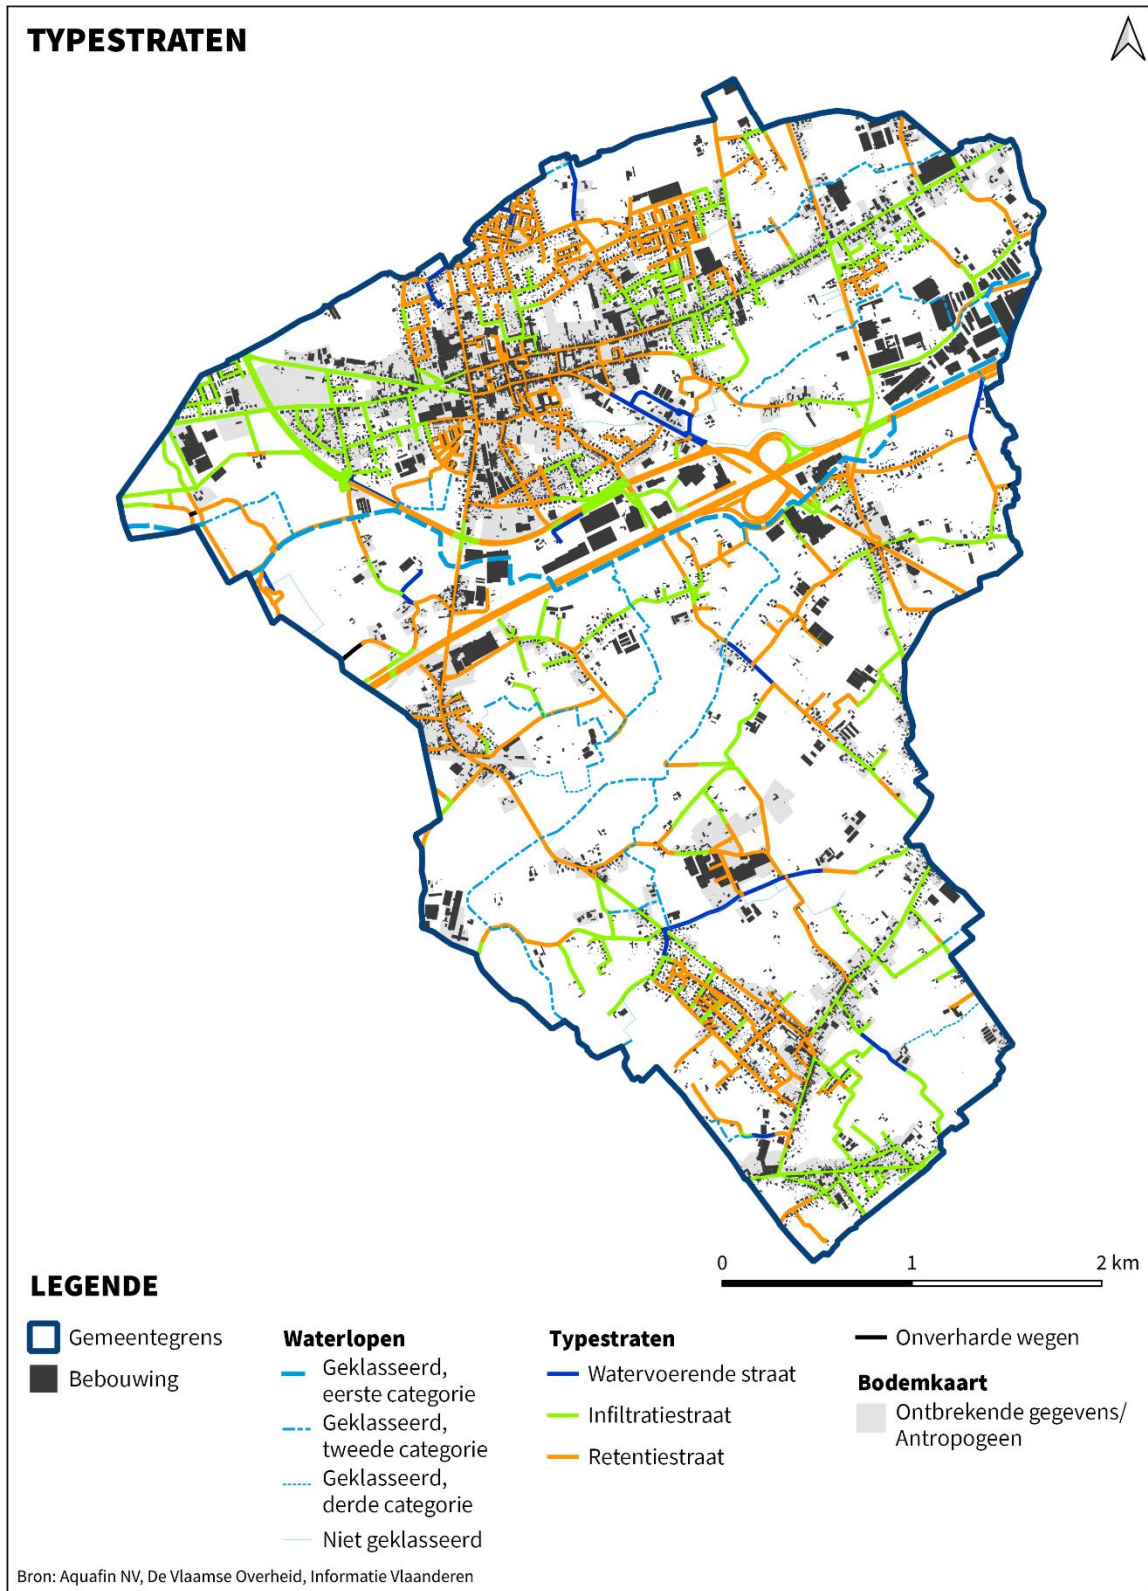 TYPESTRATEN
0 1 2 km
LEGENDE
Gemeentegrens
Bebouwing
Waterlopen
Geklasseerd,
eerste categorie
Geklasseerd,
tweede categorie
Geklasseerd,
derde categorie
Niet geklasseerd
Typestraten
Watervoerende straat
Infiltratiestraat
Retentiestraat
Onverharde wegen
Bodemkaart
Ontbrekende gegevens/
Antropogeen
Bron: Aquafin NV, De Vlaamse Overheid, Informatie Vlaanderen